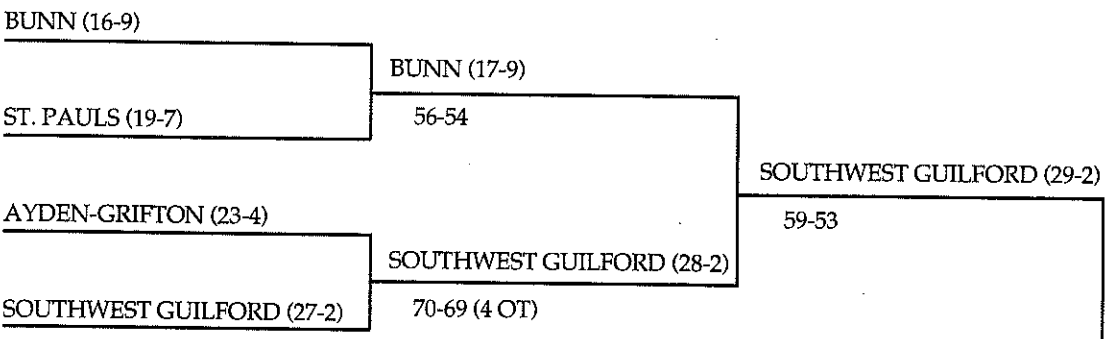 BUNN (16-9)
BUNN (17-9)
ST. PAULS (19-7)
56-54
SOUTHWEST GUILFORD (29-2)
AYDEN-GRIFTON (23-4)
59-53
SOUTHWEST GUILFORD (28-2)
SOUTHWEST GUILFORD (27-2)
70-69 (4 OT)